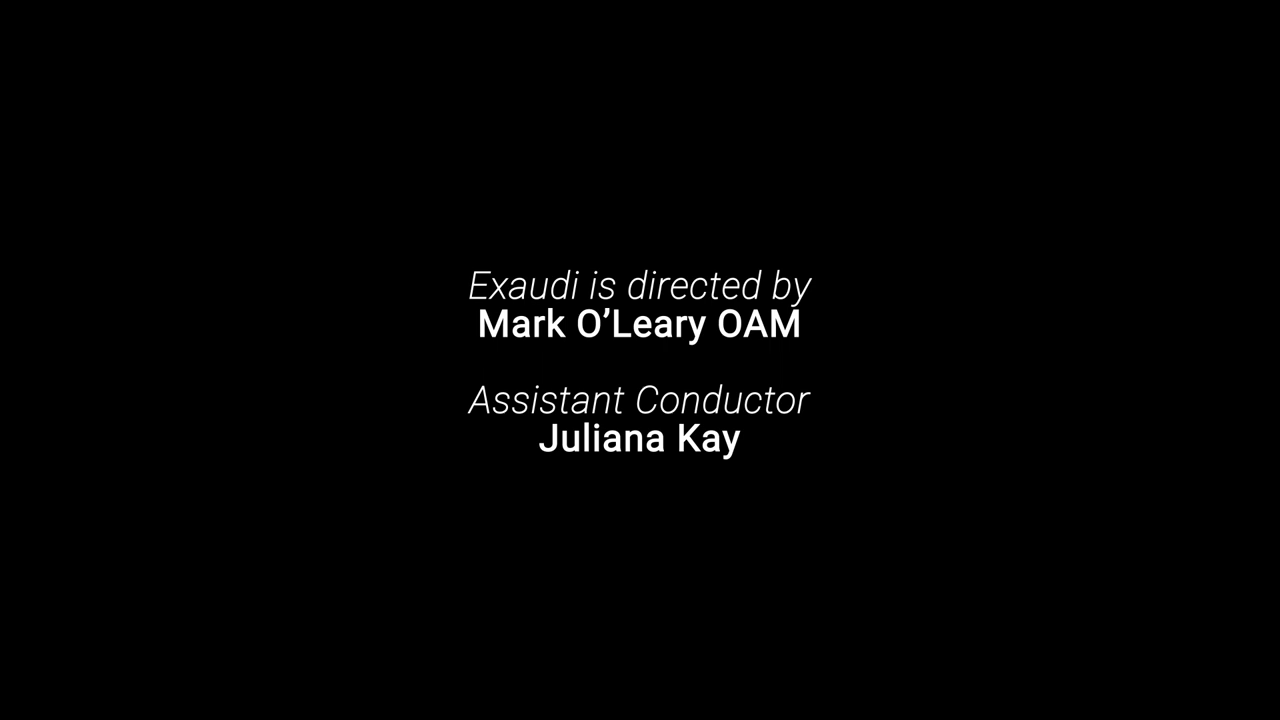 Exaudi is directed by
Mark O’Leary OAM
Assistant Conductor
Juliana Kay